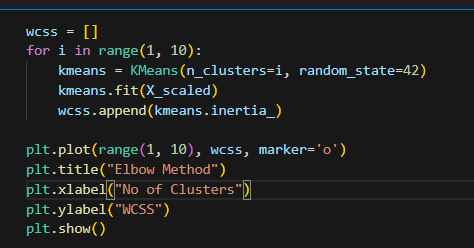 wcss = []
for i in range(1, 10):
    kmeans = KMeans(n_clusters=i, random_state=42)
    kmeans.fit(X_scaled)
    wcss.append(kmeans.inertia_)

plt.plot(range(1, 10), wcss, marker='o')
plt.title("Elbow Method")
plt.xlabel("No of Clusters")
plt.ylabel("WCSS")
plt.show()